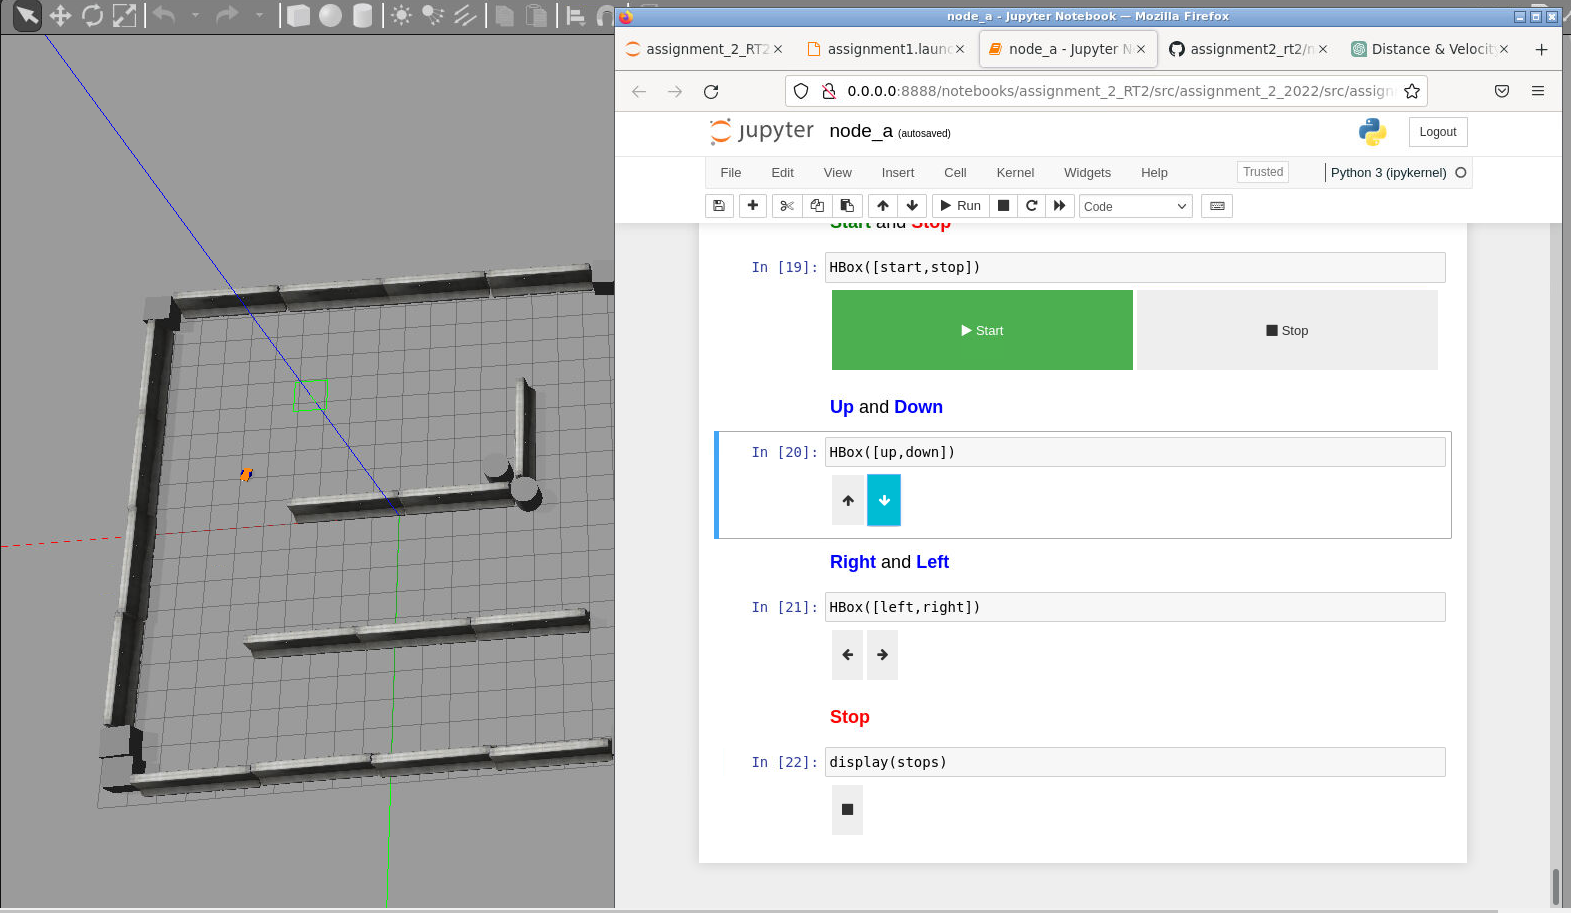 node_a - Jupyter Notebook — Mozilla Firefox
assignment_2_RT2
assignment1.launc
node_a - Jupyter N
assignment2_rt2/n
Distance & Velocity
0.0.0.0:8888/notebooks/assignment_2_RT2/src/assignment_2_2022/src/assign
jupyter node_a (autosaved)
Logout
File Edit View Insert Cell Kernel Widgets Help
Trusted
Python 3 (ipykernel)
Run
Code
Start and Stop
In [19]: HBox([start,stop])
Start
Stop
Up and Down
In [20]: HBox([up,down])
Right and Left
In [21]: HBox([left,right])
Stop
In [22]: display(stops)